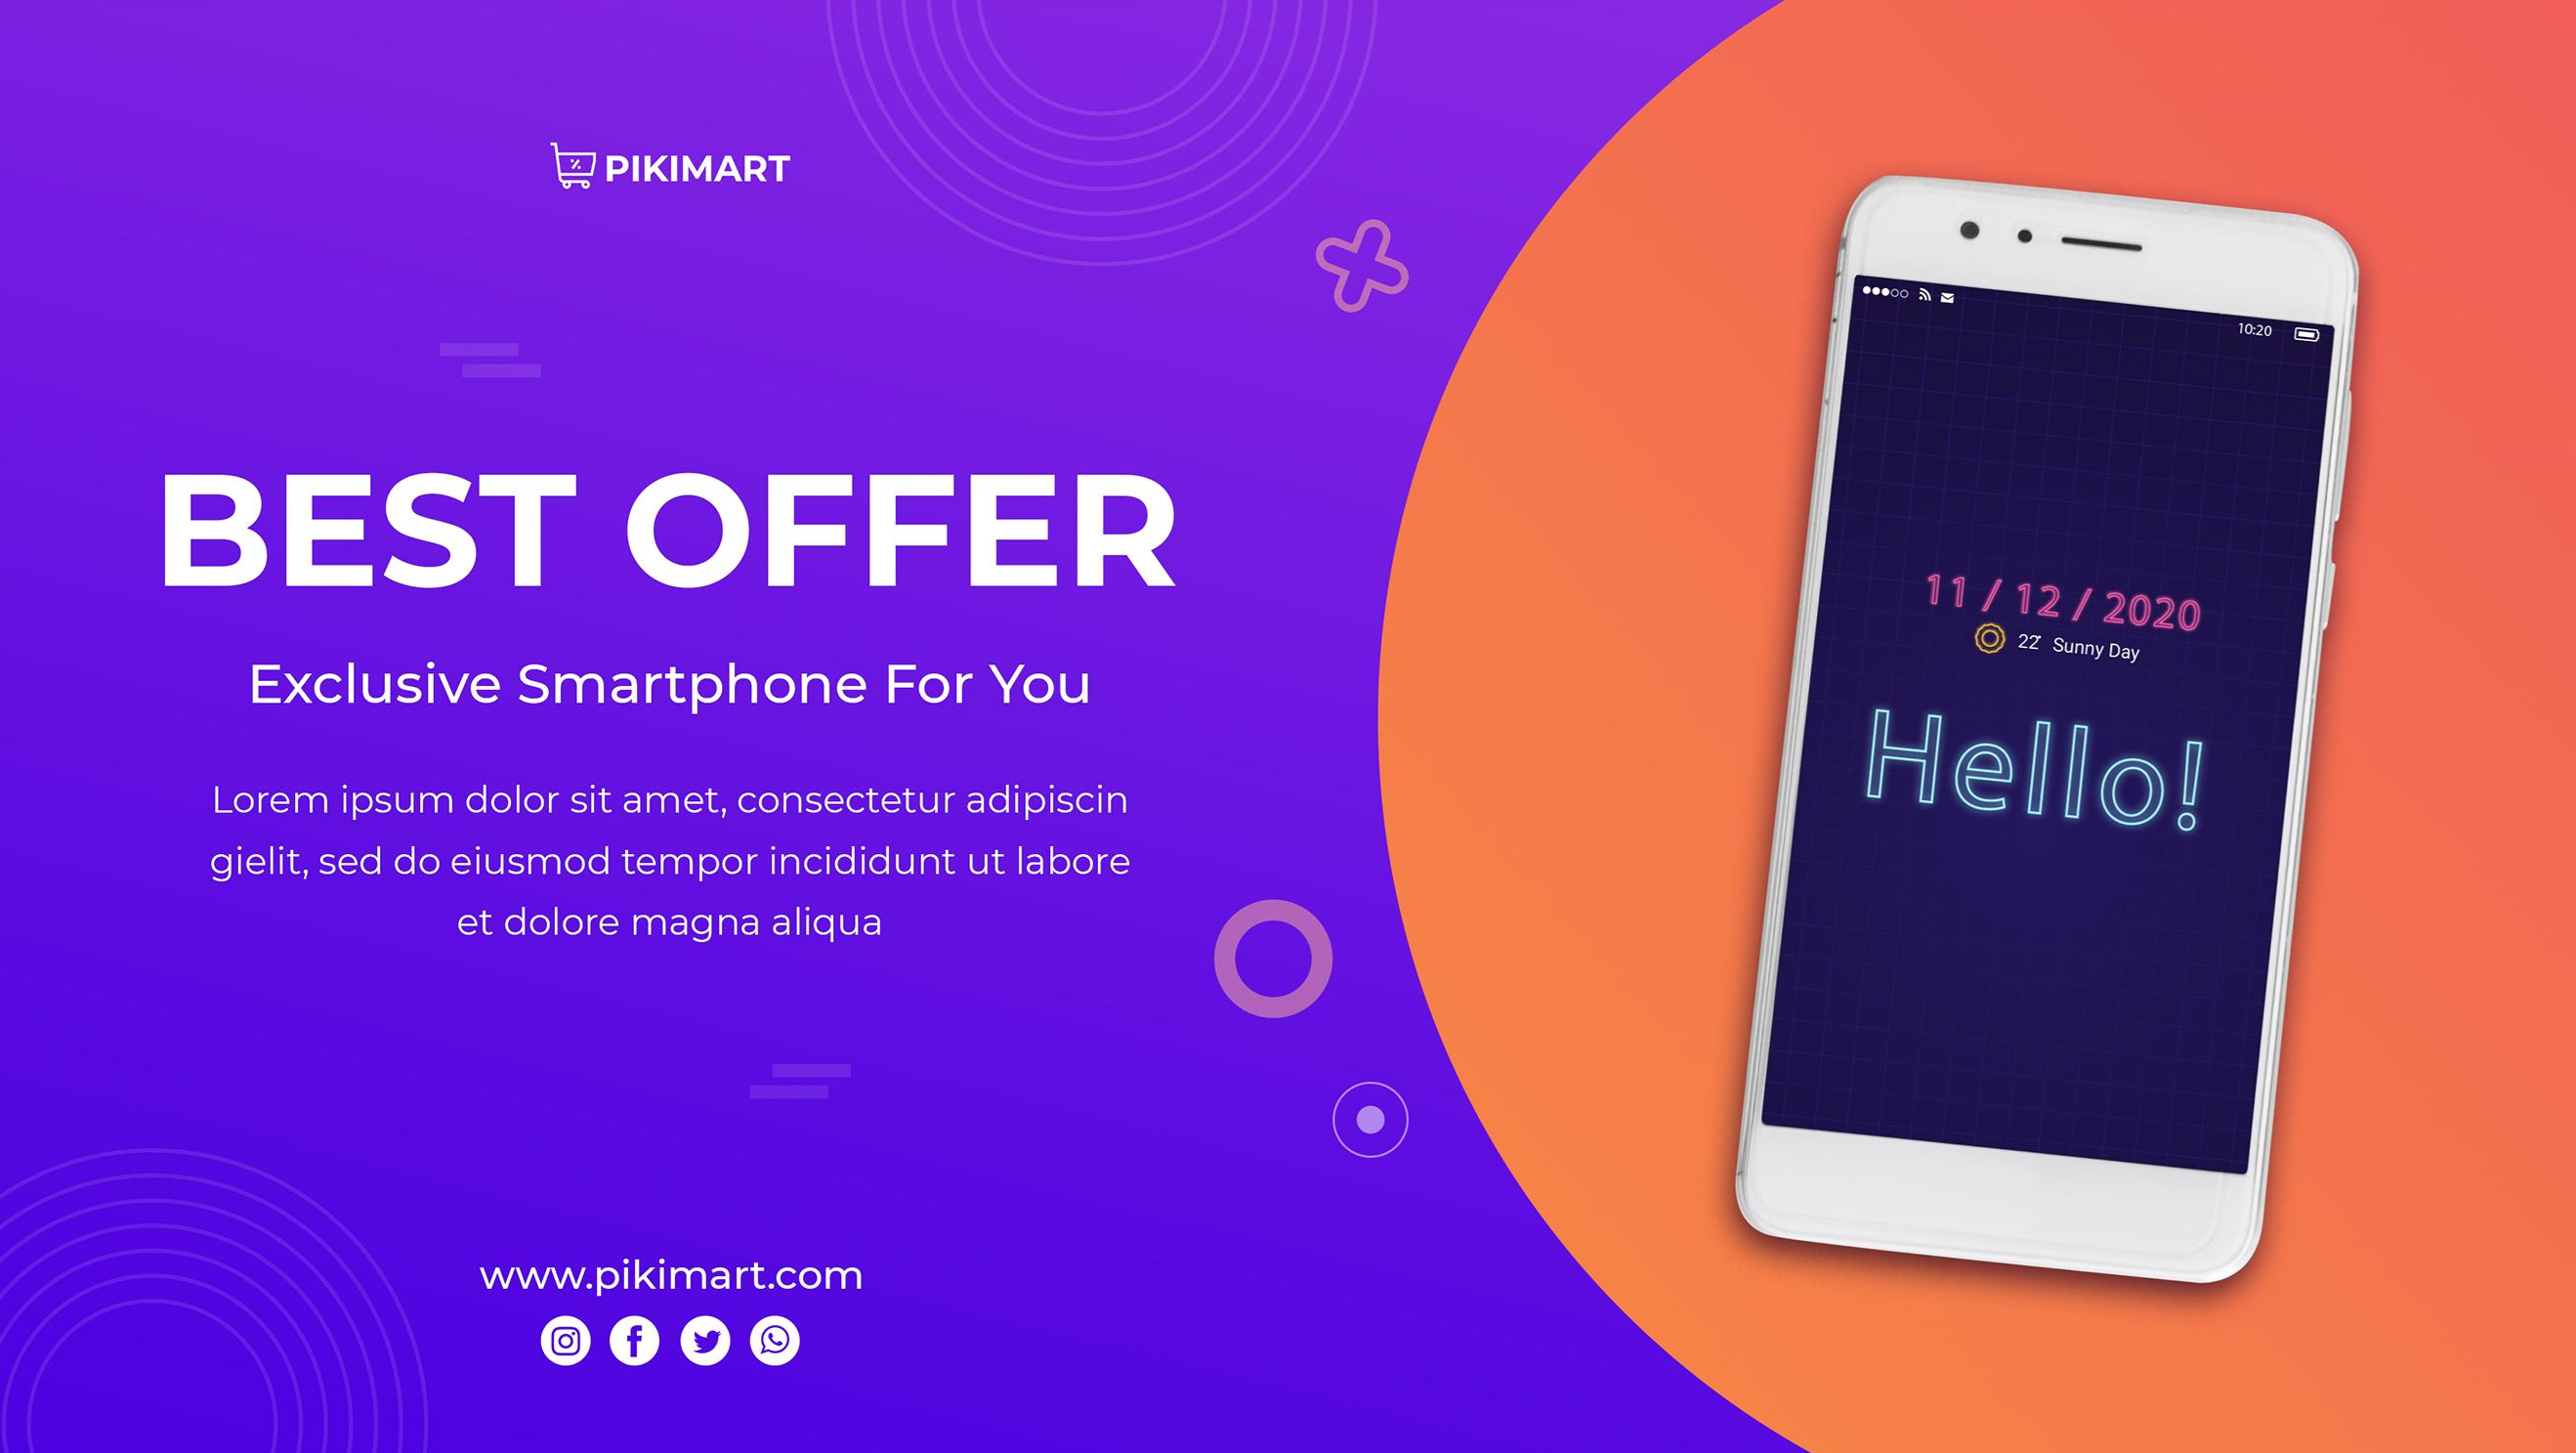 PIKIMART
BEST OFFER
Exclusive Smartphone For You
Lorem ipsum dolor sit amet, consectetur adipiscin
gielit, sed do eiusmod tempor incididunt ut labore
et dolore magna aliqua
www.pikimart.com
10:20
11 / 12 / 2020
22° Sunny Day
Hello!